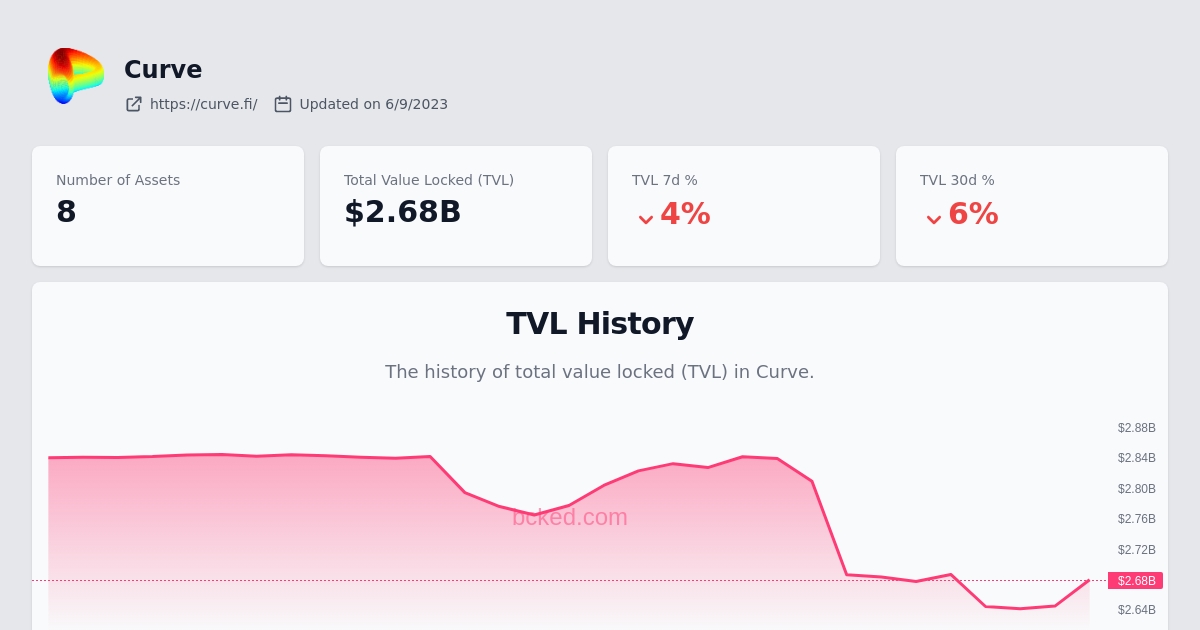 Curve
https://curve.fi/ Updated on 6/9/2023
Number of Assets
8
Total Value Locked (TVL)
$2.68B
TVL 7d %
4%
TVL 30d %
6%
TVL History
The history of total value locked (TVL) in Curve.
$2.88B
$2.84B
$2.80B
$2.76B
bcked.com
$2.72B
$2.68B
$2.64B